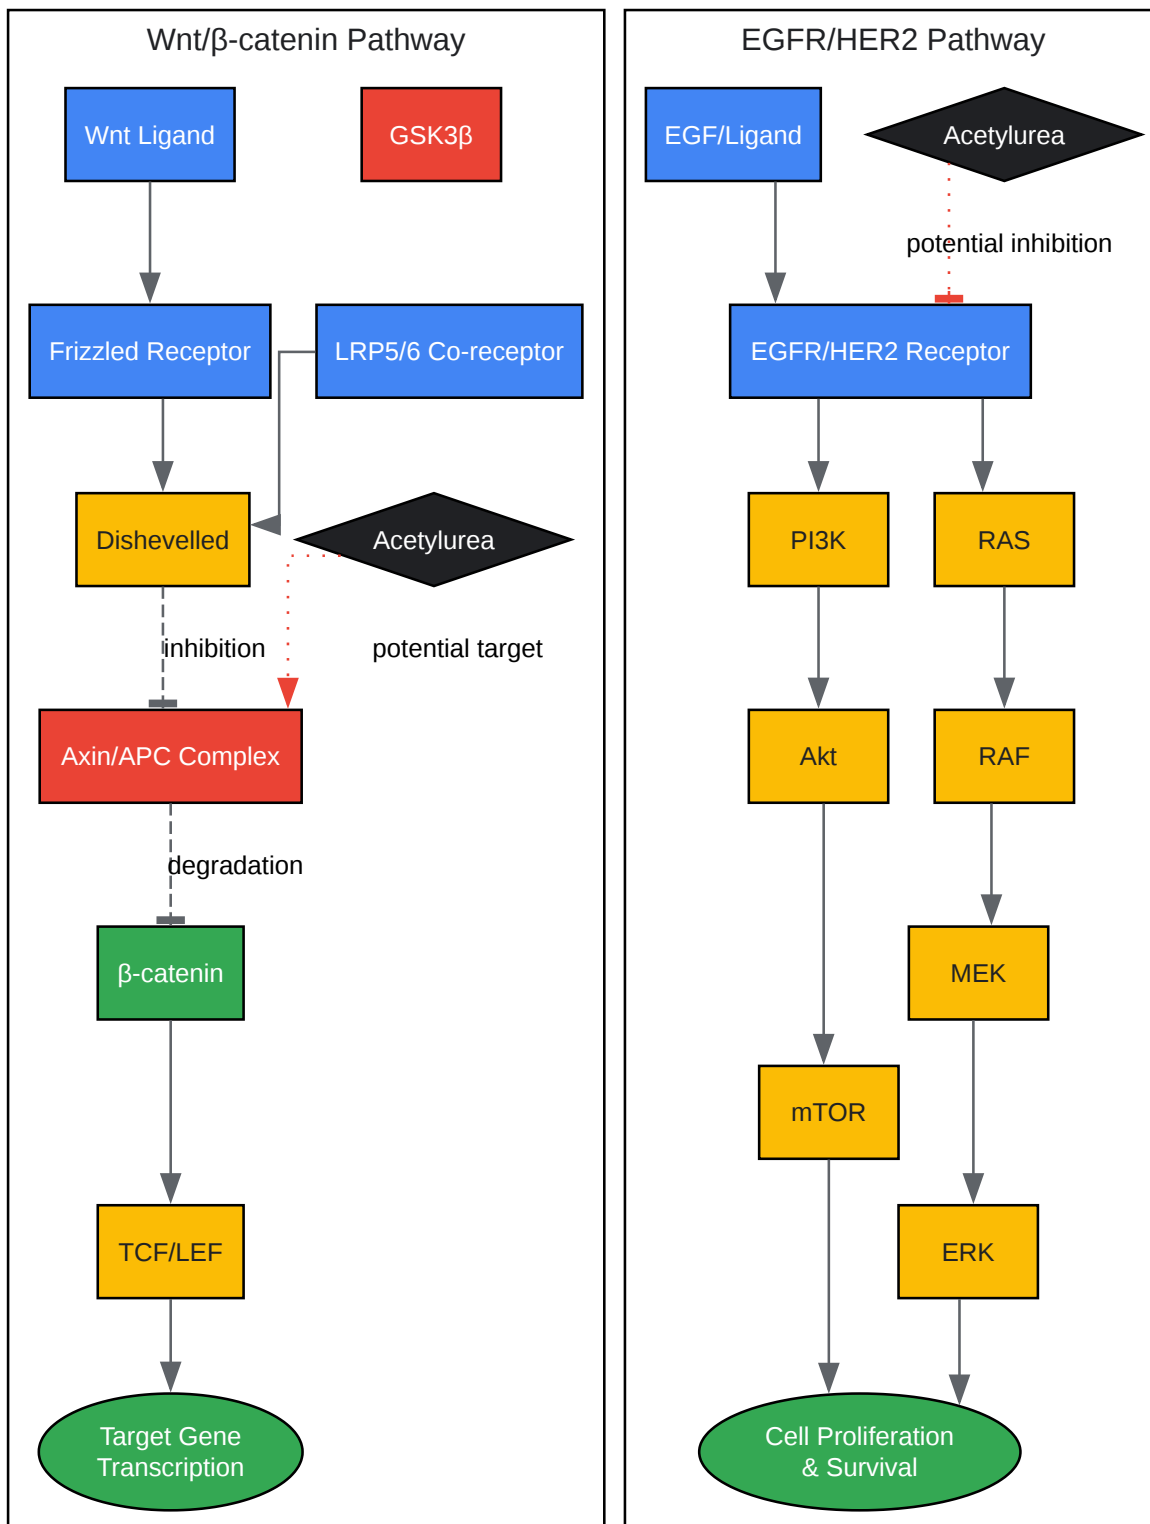 Wnt/β-catenin Pathway
Wnt Ligand
GSK3β
Frizzled Receptor
LRP5/6 Co-receptor
Dishevelled
Acetylurea
inhibition
potential target
Axin/APC Complex
degradation
β-catenin
TCF/LEF
Target Gene
Transcription
EGFR/HER2 Pathway
EGF/Ligand
Acetylurea
potential inhibition
EGFR/HER2 Receptor
PI3K
RAS
Akt
RAF
MEK
mTOR
ERK
Cell Proliferation
& Survival